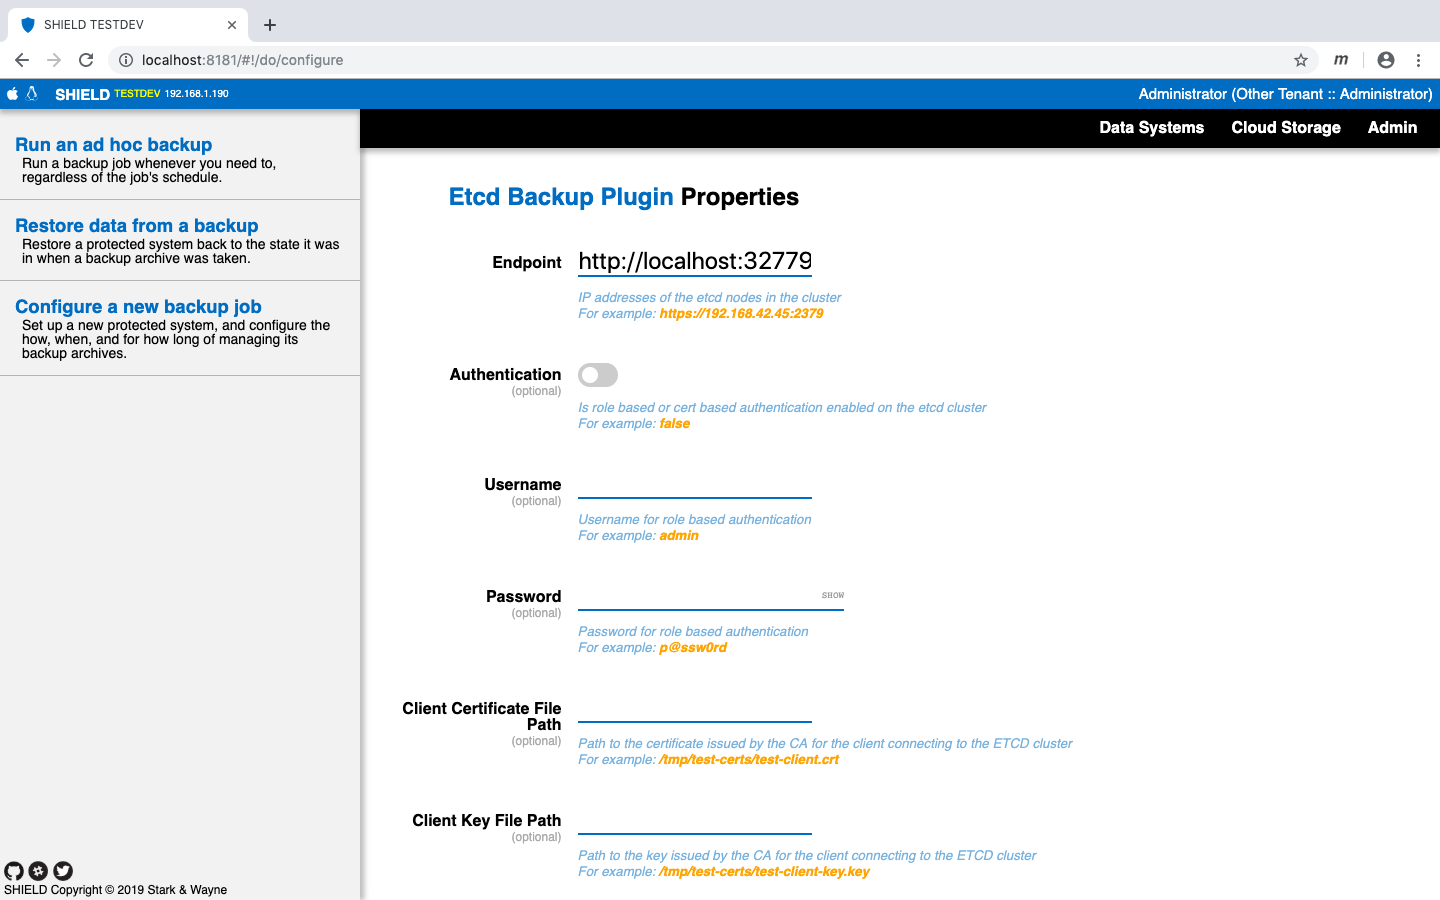 SHIELD TESTDEV
localhost:8181/#!/do/configure
m
SHIELD TESTDEV 192.168.1.190
Administrator (Other Tenant :: Administrator)
Data Systems Cloud Storage Admin
Run an ad hoc backup
Run a backup job whenever you need to,
regardless of the job's schedule.
Restore data from a backup
Restore a protected system back to the state it was
in when a backup archive was taken.
Configure a new backup job
Set up a new protected system, and configure the
how, when, and for how long of managing its
backup archives.
SHIELD Copyright © 2019 Stark & Wayne
Etcd Backup Plugin Properties
Endpoint
http://localhost:32779
IP addresses of the etcd nodes in the cluster
For example: https://192.168.42.45:2379
Authentication
(optional)
Is role based or cert based authentication enabled on the etcd cluster
For example: false
Username
(optional)
Username for role based authentication
For example: admin
Password
(optional)
SHOW
Password for role based authentication
For example: p@ssw0rd
Client Certificate File
Path
(optional)
Path to the certificate issued by the CA for the client connecting to the ETCD cluster
For example: /tmp/test-certs/test-client.crt
Client Key File Path
(optional)
Path to the key issued by the CA for the client connecting to the ETCD cluster
For example: /tmp/test-certs/test-client-key.key